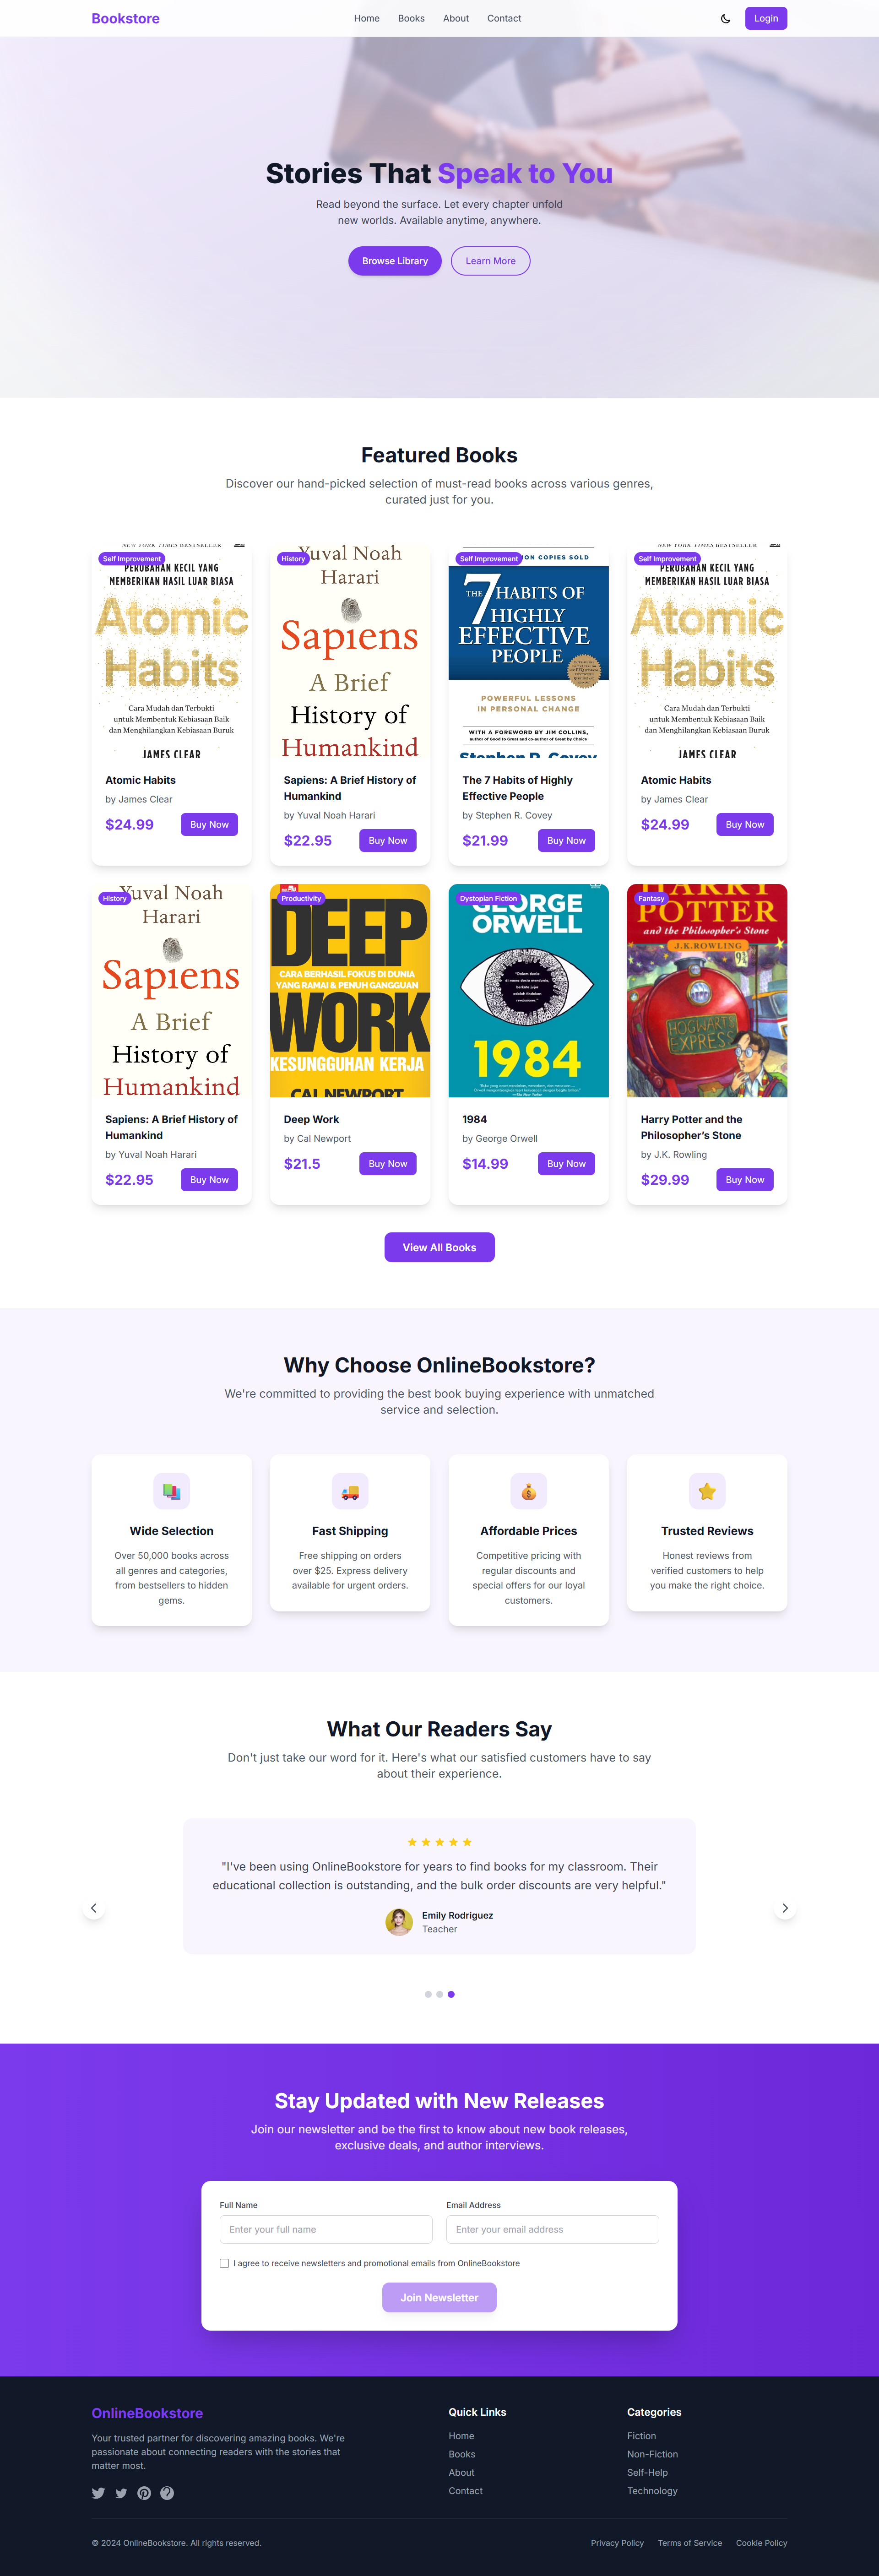 Bookstore
Home
Books
About
Contact
Login
Stories That Speak to You
Read beyond the surface. Let every chapter unfold
new worlds. Available anytime, anywhere.
Browse Library
Learn More
Featured Books
Discover our hand-picked selection of must-read books across various genres,
curated just for you.
NEW YORK TIMES BESTSELLER
Self Improvement
PERUBAHAN KECIL YANG
MEMBERIKAN HASIL LUAR BIASA
Atomic
Habits
Cara Mudah dan Terbukti
untuk Membentuk Kebiasaan Baik
dan Menghilangkan Kebiasaan Buruk
JAMES CLEAR
Atomic Habits
by James Clear
$24.99
Buy Now
Yuval Noah
History
Harari
Sapiens
A Brief
History of
Humankind
Sapiens: A Brief History of
Humankind
by Yuval Noah Harari
$22.95
Buy Now
Self Improvement
ON COPIES SOLD
THE 7 HABITS OF
HIGHLY
EFFECTIVE
PEOPLE
POWERFUL LESSONS
IN PERSONAL CHANGE
WITH A FOREWORD BY JIM COLLINS,
author of Good to Great and co-author of Great by Choice
Stephen R. Covey
The 7 Habits of Highly
Effective People
by Stephen R. Covey
$21.99
Buy Now
NEW YORK TIMES BESTSELLER
Self Improvement
PERUBAHAN KECIL YANG
MEMBERIKAN HASIL LUAR BIASA
Atomic
Habits
Cara Mudah dan Terbukti
untuk Membentuk Kebiasaan Baik
dan Menghilangkan Kebiasaan Buruk
JAMES CLEAR
Atomic Habits
by James Clear
$24.99
Buy Now
Yuval Noah
History
Harari
Sapiens
A Brief
History of
Humankind
Sapiens: A Brief History of
Humankind
by Yuval Noah Harari
$22.95
Buy Now
Productivity
DEEP
CARA BERHASIL FOKUS DI DUNIA
YANG RAMAI & PENUH GANGGUAN
WORK
KESUNGGUHAN KERJA
CAL NEWPORT
Deep Work
by Cal Newport
$21.5
Buy Now
Dystopian Fiction
GEORGE
ORWELL
1984
1984
by George Orwell
$14.99
Buy Now
Fantasy
HARRY
POTTER
and the Philosopher's Stone
J.K.ROWLING
HOGWARTS
EXPRESS
Harry Potter and the
Philosopher’s Stone
by J.K. Rowling
$29.99
Buy Now
View All Books
Why Choose OnlineBookstore?
We're committed to providing the best book buying experience with unmatched
service and selection.
Wide Selection
Over 50,000 books across
all genres and categories,
from bestsellers to hidden
gems.
Fast Shipping
Free shipping on orders
over $25. Express delivery
available for urgent orders.
Affordable Prices
Competitive pricing with
regular discounts and
special offers for our loyal
customers.
Trusted Reviews
Honest reviews from
verified customers to help
you make the right choice.
What Our Readers Say
Don't just take our word for it. Here's what our satisfied customers have to say
about their experience.
"I've been using OnlineBookstore for years to find books for my classroom. Their
educational collection is outstanding, and the bulk order discounts are very helpful."
Emily Rodriguez
Teacher
Stay Updated with New Releases
Join our newsletter and be the first to know about new book releases,
exclusive deals, and author interviews.
Full Name
Email Address
Enter your full name
Enter your email address
I agree to receive newsletters and promotional emails from OnlineBookstore
Join Newsletter
OnlineBookstore
Your trusted partner for discovering amazing books. We're
passionate about connecting readers with the stories that
matter most.
Quick Links
Home
Books
About
Contact
Categories
Fiction
Non-Fiction
Self-Help
Technology
© 2024 OnlineBookstore. All rights reserved.
Privacy Policy
Terms of Service
Cookie Policy